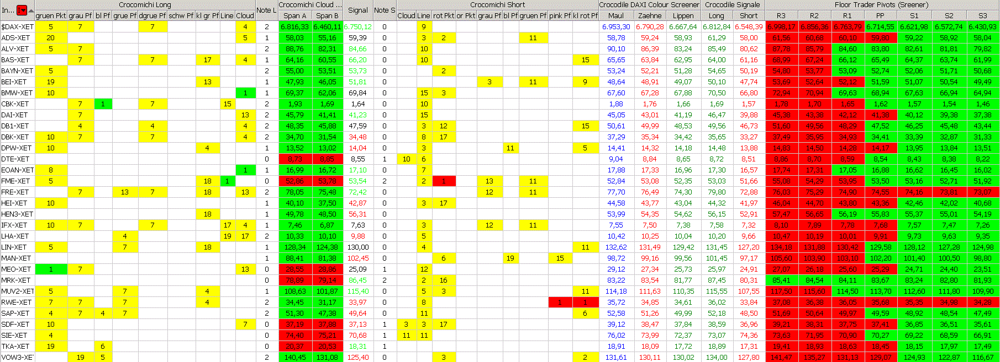 Crocomichi Long Crocomichi Cloud ... Crocomichi Short Crocodile DAXI Colour Screener Crocodile Signale Floor Trader Pivots (Sreener)
In... gruen Pkt grau Pf bl Pf grue Pf dgrue Pf schw Pf kl gr Pf Line Cloud Note L Span A Span B Signal Note S Cloud Line rot Pkt or Pkt grau Pf bl Pf gruen Pf pink Pf kl rot Pf Maul Zaehne Lippen Long Short R3 R2 R1 PP S1 S2 S3
$DAX-XET 5 7 4 2 6.816,33 6.460,11 6.750,12 0 9 6.953,30 6.790,28 6.667,64 6.812,84 6.548,39 6.998,17 6.856,36 6.763,79 6.714,55 6.621,98 6.572,74 6.430,93
ADS-XET 20 5 1 58,03 55,16 59,39 0 3 2 11 58,78 59,24 58,93 61,29 58,00 61,56 60,68 60,10 59,80 59,22 58,92 58,04
ALV-XET 5 7 2 88,76 82,31 84,66 0 10 90,10 86,39 83,24 85,49 80,62 87,78 85,79 84,60 83,80 82,61 81,81 79,82
BAS-XET 7 7 17 4 1 64,16 60,55 66,20 0 10 15 65,65 63,84 62,95 64,00 61,16 68,99 67,24 66,12 65,49 64,37 63,74 61,99
BAYN-XET 5 2 55,00 53,51 53,73 0 2 53,24 52,21 51,28 54,65 50,19 54,80 53,77 53,09 52,74 52,06 51,71 50,68
BEI-XET 19 13 1 47,93 46,05 51,81 0 3 11 9 48,64 48,91 49,07 50,10 47,74 53,69 52,64 52,12 51,59 51,07 50,54 49,49
BMW-XET 10 1 1 69,37 62,06 69,84 0 15 3 67,60 67,28 67,88 70,50 66,80 72,94 70,94 69,63 68,94 67,63 66,94 64,94
CBK-XET 7 1 7 15 2 1,93 1,69 1,64 0 10 1,88 1,76 1,66 1,69 1,57 1,78 1,70 1,65 1,62 1,57 1,54 1,46
DAI-XET 7 13 2 45,79 41,41 41,23 0 15 45,05 43,01 41,19 46,47 39,88 45,38 43,38 42,12 41,38 40,12 39,38 37,38
DB1-XET 4 4 4 2 48,35 45,88 47,59 0 3 12 15 50,61 49,99 48,53 49,56 46,73 51,60 49,56 48,29 47,52 46,25 45,48 43,44
DBK-XET 10 7 7 4 2 34,70 31,54 34,48 0 8 17 37,29 35,34 34,42 35,65 33,27 37,49 35,95 34,93 34,41 33,39 32,87 31,33
DPW-XET 10 4 1 13,52 13,02 14,04 0 3 11 5 14,41 14,32 14,18 14,48 13,88 14,83 14,50 14,28 14,17 13,95 13,84 13,51
DTE-XET 0 8,73 8,85 8,55 1 10 6 9,04 8,84 8,65 8,72 8,51 8,86 8,70 8,59 8,54 8,43 8,38 8,22
EOAN-XET 8 1 1 16,99 16,72 17,10 0 7 17,88 17,33 16,96 17,30 16,57 17,74 17,31 17,05 16,88 16,62 16,45 16,02
FME-XET 5 18 1 0 52,86 53,78 53,54 2 2 1 13 11 52,84 53,08 52,35 53,03 51,66 55,08 54,29 53,95 53,50 53,16 52,71 51,92
FRE-XET 7 13 7 18 13 2 78,05 75,48 72,42 0 12 11 77,70 76,49 74,30 79,80 72,88 76,03 75,29 74,90 74,55 74,16 73,81 73,07
HEI-XET 10 1 40,10 37,50 42,87 0 3 17 44,58 43,77 43,04 44,32 41,97 46,04 44,70 43,80 43,36 42,46 42,02 40,68
HEN3-XET 18 1 49,78 48,50 56,31 0 53,99 54,35 54,62 56,15 52,91 57,47 56,65 56,19 55,83 55,37 55,01 54,19
IFX-XET 10 7 7 17 4 1 7,46 6,87 7,63 0 3 12 11 7,55 7,50 7,38 7,58 7,32 8,10 7,89 7,78 7,68 7,57 7,47 7,26
LHA-XET 4 19 17 2 10,33 10,10 9,88 0 5 10,42 10,25 10,04 10,20 9,66 10,47 10,19 10,01 9,91 9,73 9,63 9,35
LIN-XET 5 7 18 1 128,34 124,38 130,00 0 4 11 132,62 131,49 129,42 131,45 127,20 134,18 131,88 130,42 129,58 128,12 127,28 124,98
MAN-XET 1 88,41 81,38 102,45 0 6 19 15 98,72 99,16 99,56 101,45 97,17 105,60 103,90 103,10 102,20 101,40 100,50 98,80
MEO-XET 1 7 13 0 28,55 28,86 25,09 1 12 29,12 27,34 25,73 25,97 24,91 27,07 26,18 25,60 25,29 24,71 24,40 23,51
MRK-XET 0 78,89 79,14 86,45 2 2 16 83,22 83,54 81,77 87,45 80,31 85,41 84,54 84,11 83,67 83,24 82,80 81,93
MUV2-XET 5 7 4 1 108,63 101,87 115,40 0 5 3 11 114,18 111,63 110,35 115,55 107,55 117,50 115,60 114,50 113,70 112,60 111,80 109,90
RWE-XET 7 7 7 4 2 34,45 31,17 33,97 0 8 1 1 35,72 34,85 34,61 36,02 33,84 37,08 36,38 36,05 35,68 35,35 34,98 34,28
SAP-XET 4 7 4 7 2 51,30 47,38 49,64 0 11 6 52,58 51,26 49,99 52,18 48,50 51,69 50,64 49,97 49,59 48,92 48,54 47,49
SDF-XET 10 7 0 37,19 37,88 37,13 1 3 3 17 39,12 38,47 37,84 38,59 36,96 39,21 38,31 37,75 37,41 36,85 36,51 35,61
SIE-XET 4 0 74,40 75,21 70,68 1 11 11 76,02 73,99 72,37 73,07 74,36 73,63 71,95 70,90 70,27 69,22 68,59 66,91
TKA-XET 19 6 0 20,37 20,53 18,31 1 18,91 18,09 17,72 18,89 17,31 19,41 18,93 18,63 18,45 18,15 17,97 17,49
VOW3-XE 19 5 2 140,45 131,08 125,40 0 3 2 131,61 130,11 130,02 134,00 127,80 141,47 135,27 131,13 129,07 124,93 122,87 116,67